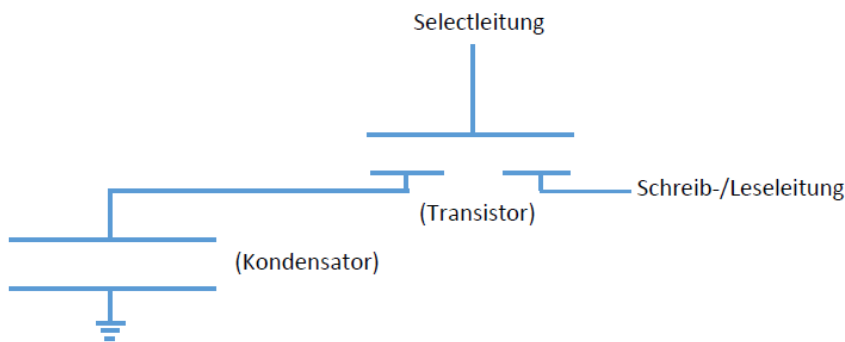 Selectleitung
Schreib-/Leseleitung
(Transistor)
(Kondensator)